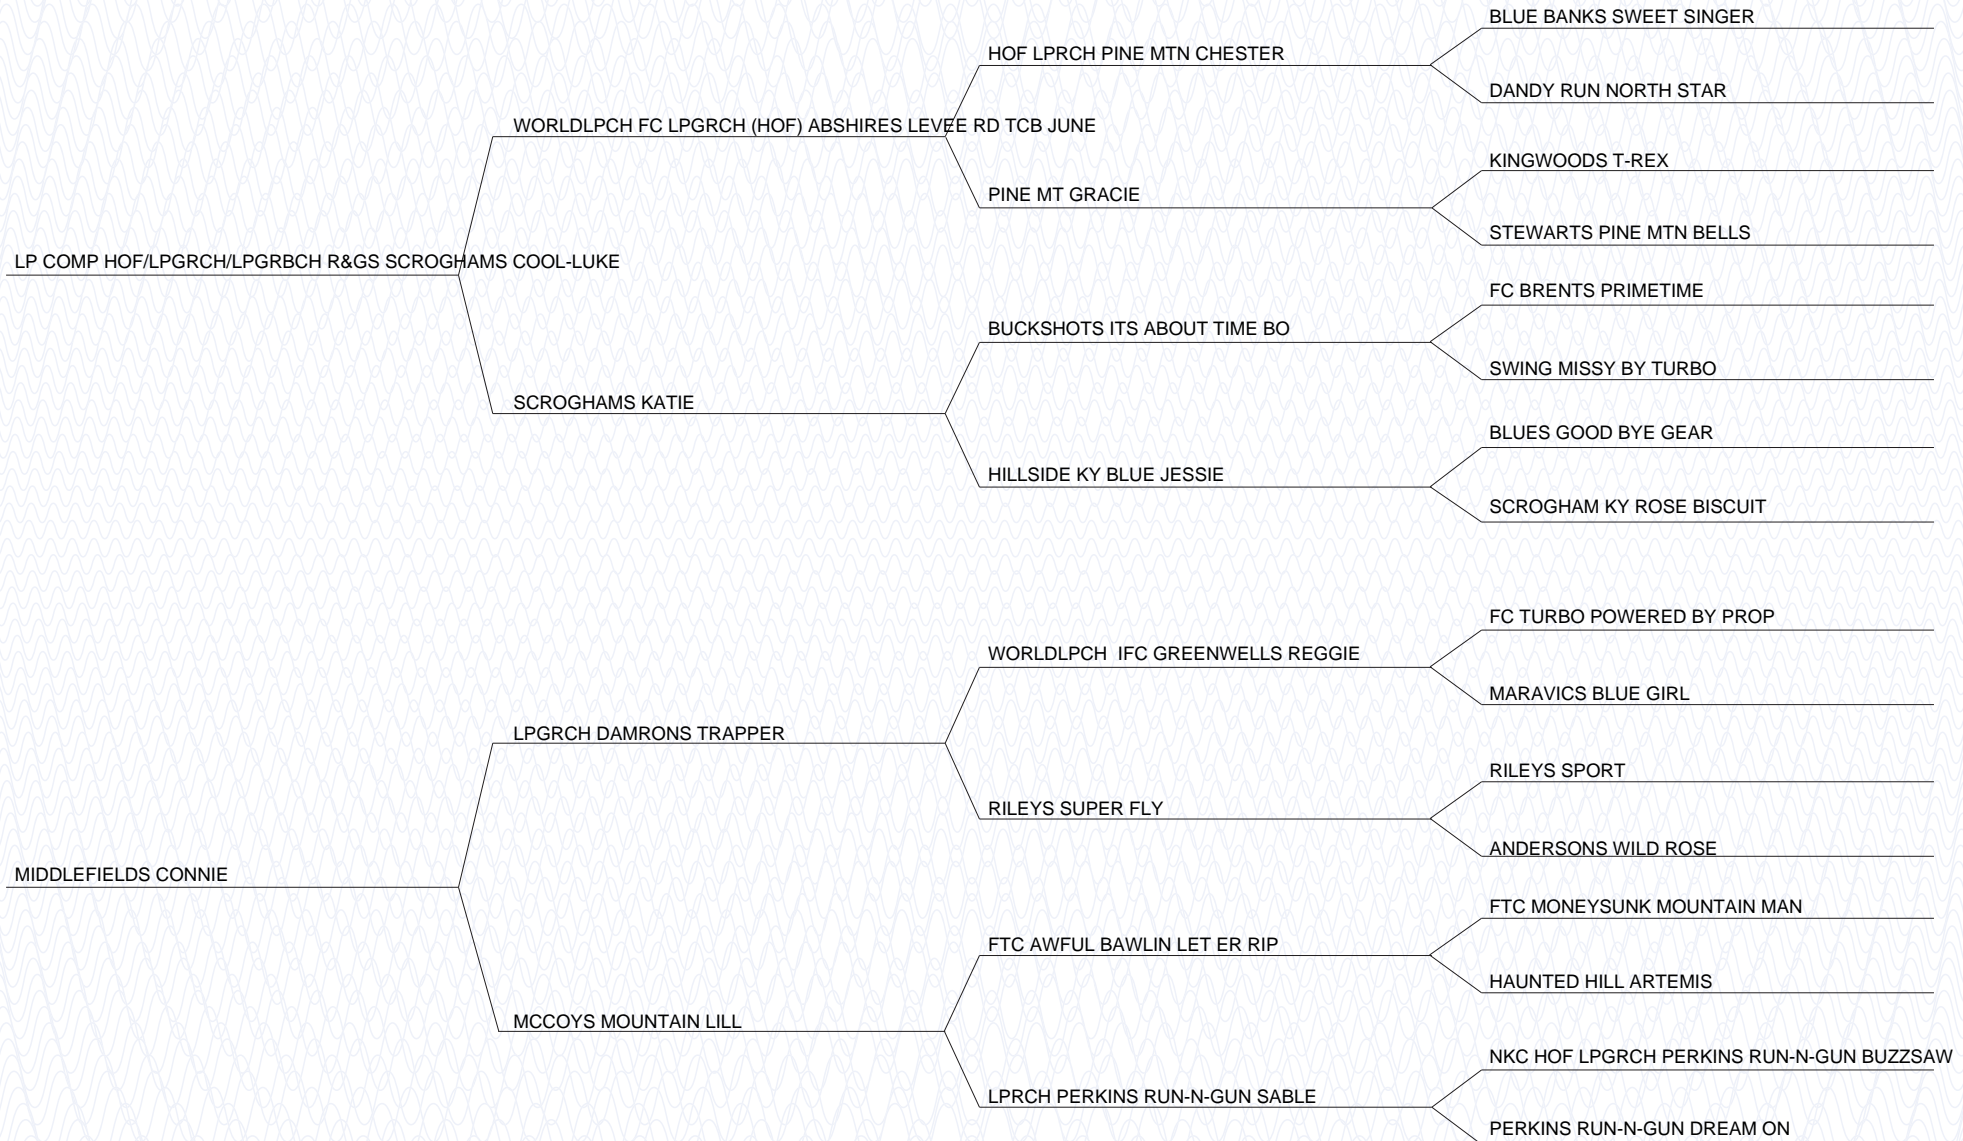 BLUE BANKS SWEET SINGER
HOF LPRCH PINE MTN CHESTER
DANDY RUN NORTH STAR
WORLDLPCH FC LPGRCH (HOF) ABSHIRES LEVEE RD TCB JUNE
KINGWOODS T-REX
PINE MT GRACIE
STEWARTS PINE MTN BELLS
LP COMP HOF/LPGRCH/LPGRBCH R&GS SCROGHAMS COOL-LUKE
FC BRENTS PRIMETIME
BUCKSHOTS ITS ABOUT TIME BO
SWING MISSY BY TURBO
SCROGHAMS KATIE
BLUES GOOD BYE GEAR
HILLSIDE KY BLUE JESSIE
SCROGHAM KY ROSE BISCUIT
FC TURBO POWERED BY PROP
WORLDLPCH  IFC GREENWELLS REGGIE
MARAVICS BLUE GIRL
LPGRCH DAMRONS TRAPPER
RILEYS SPORT
RILEYS SUPER FLY
ANDERSONS WILD ROSE
MIDDLEFIELDS CONNIE
FTC MONEYSUNK MOUNTAIN MAN
FTC AWFUL BAWLIN LET ER RIP
HAUNTED HILL ARTEMIS
MCCOYS MOUNTAIN LILL
NKC HOF LPGRCH PERKINS RUN-N-GUN BUZZSAW
LPRCH PERKINS RUN-N-GUN SABLE
PERKINS RUN-N-GUN DREAM ON